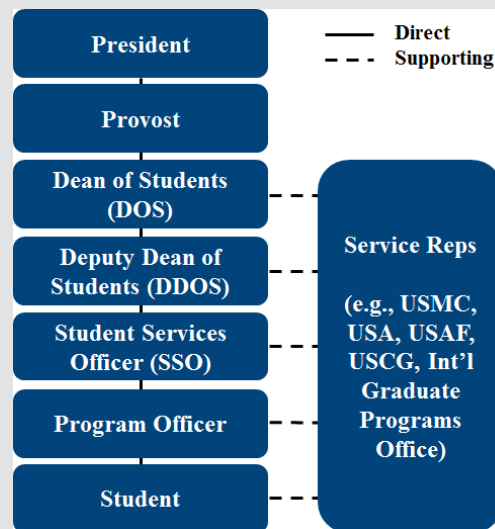 President
Direct
Supporting
Provost
Dean of Students
(DOS)
Deputy Dean of
Students (DDOS)
Student Services
Officer (SSO)
Program Officer
Student
Service Reps
(e.g., USMC,
USA, USAF,
USCG, Int'l
Graduate
Programs
Office)